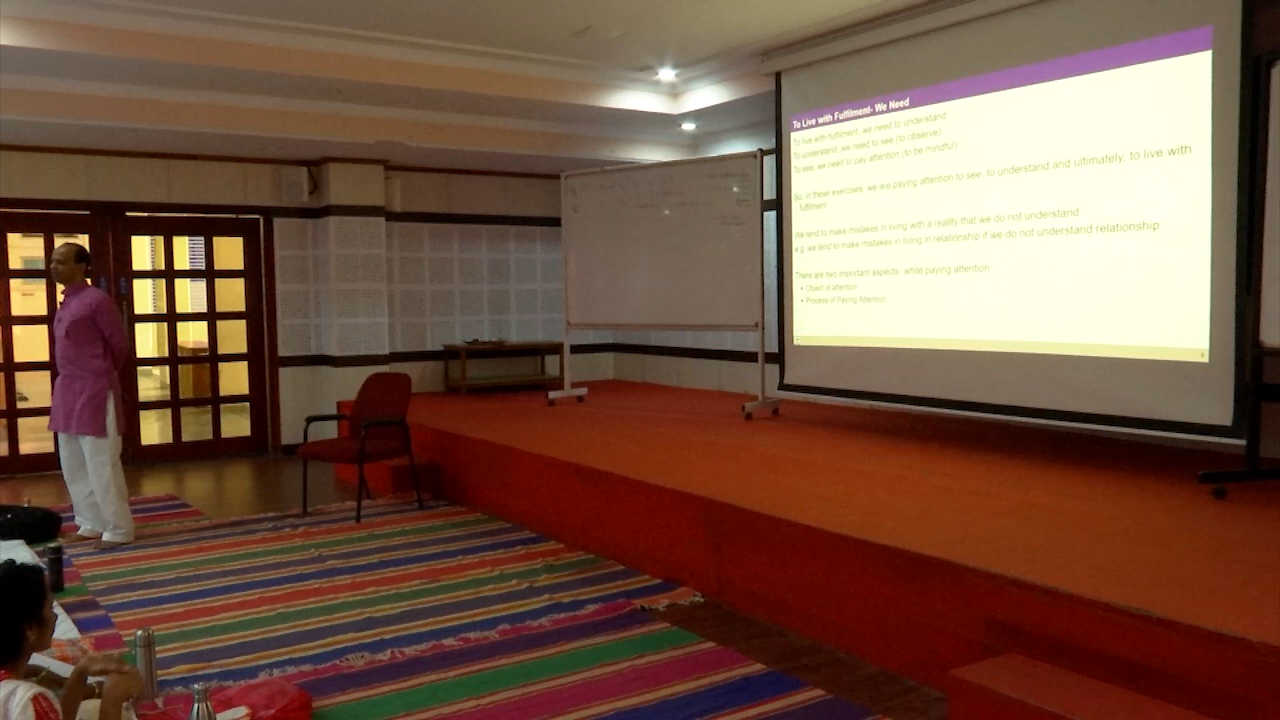 To Live with Fulfilment- We Need
To live with fulfilment, we need to understand
To understand, we need to see (to observe)
To see, we need to pay attention (to be mindful)
So, in these exercises, we are paying attention to see, to understand and ultimately, to live with
fulfilment
We tend to make mistakes in living with a reality that we do not understand
e.g. we tend to make mistakes in living in relationship if we do not understand relationship
There are two important aspects, while paying attention
• Object of attention
• Process of Paying Attention